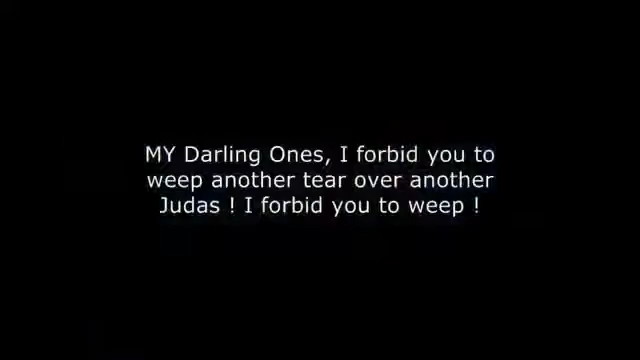 MY Darling Ones, I forbid you to
weep another tear over another
Judas ! I forbid you to weep !